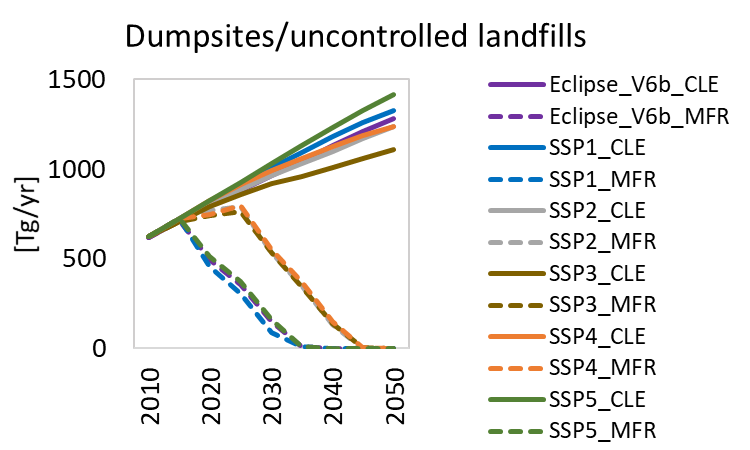 Dumpsites/uncontrolled landfills
[Tg/yr]
1500
1000
500
0
2010
2020
2030
2040
2050
Eclipse_V6b_CLE
Eclipse_V6b_MFR
SSP1_CLE
SSP1_MFR
SSP2_CLE
SSP2_MFR
SSP3_CLE
SSP3_MFR
SSP4_CLE
SSP4_MFR
SSP5_CLE
SSP5_MFR